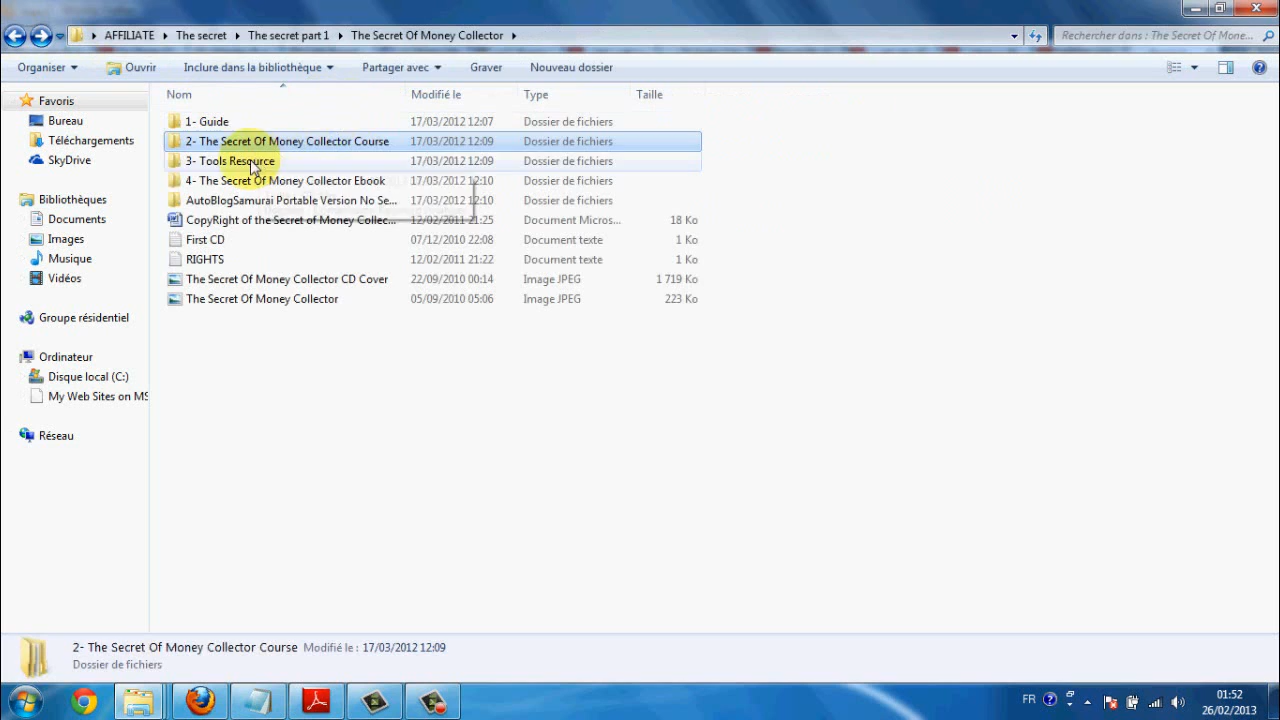 AFFILIATE The secret The secret part 1 The Secret Of Money Collector
Rechercher dans : The Secret Of Mone...
Organiser Ouvrir Inclure dans la bibliothèque Partager avec Graver Nouveau dossier
Nom Modifié le Type Taille
1- Guide 17/03/2012 12:07 Dossier de fichiers
2- The Secret Of Money Collector Course 17/03/2012 12:09 Dossier de fichiers
3- Tools Resource 17/03/2012 12:09 Dossier de fichiers
4- The Secret Of Money Collector Ebook 17/03/2012 12:10 Dossier de fichiers
AutoBlogSamurai Portable Version No Se... 17/03/2012 12:10 Dossier de fichiers
CopyRight of the Secret of Money Collec... 12/02/2011 21:25 Document Micros... 18 Ko
First CD 07/12/2010 22:08 Document texte 1 Ko
RIGHTS 12/02/2011 21:22 Document texte 1 Ko
The Secret Of Money Collector CD Cover 22/09/2010 00:14 Image JPEG 1 719 Ko
The Secret Of Money Collector 05/09/2010 05:06 Image JPEG 223 Ko
Favoris
Bureau
Téléchargements
SkyDrive
Bibliothèques
Documents
Images
Musique
Vidéos
Groupe résidentiel
Ordinateur
Disque local (C:)
My Web Sites on MS
Réseau
2- The Secret Of Money Collector Course Modifié le : 17/03/2012 12:09
Dossier de fichiers
FR
01:52
26/02/2013